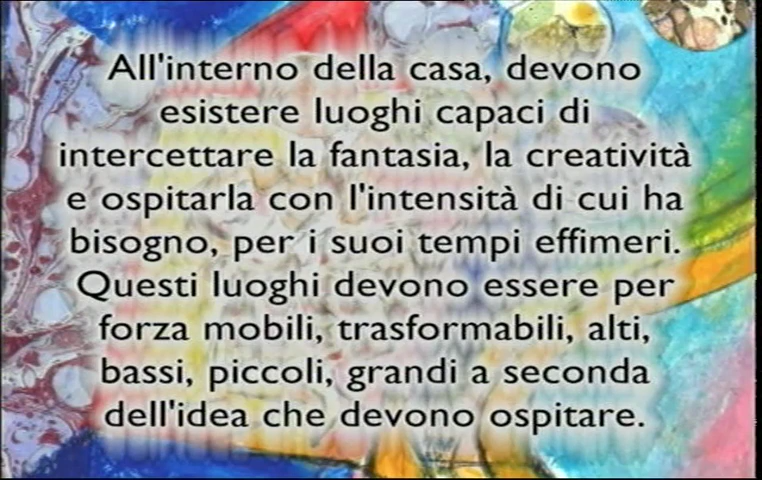 All'interno della casa, devono
esistere luoghi capaci di
intercettare la fantasia, la creatività
e ospitarla con l'intensità di cui ha
bisogno, per i suoi tempi effimeri.
Questi luoghi devono essere per
forza mobili, trasformabili, alti,
bassi, piccoli, grandi a seconda
dell'idea che devono ospitare.